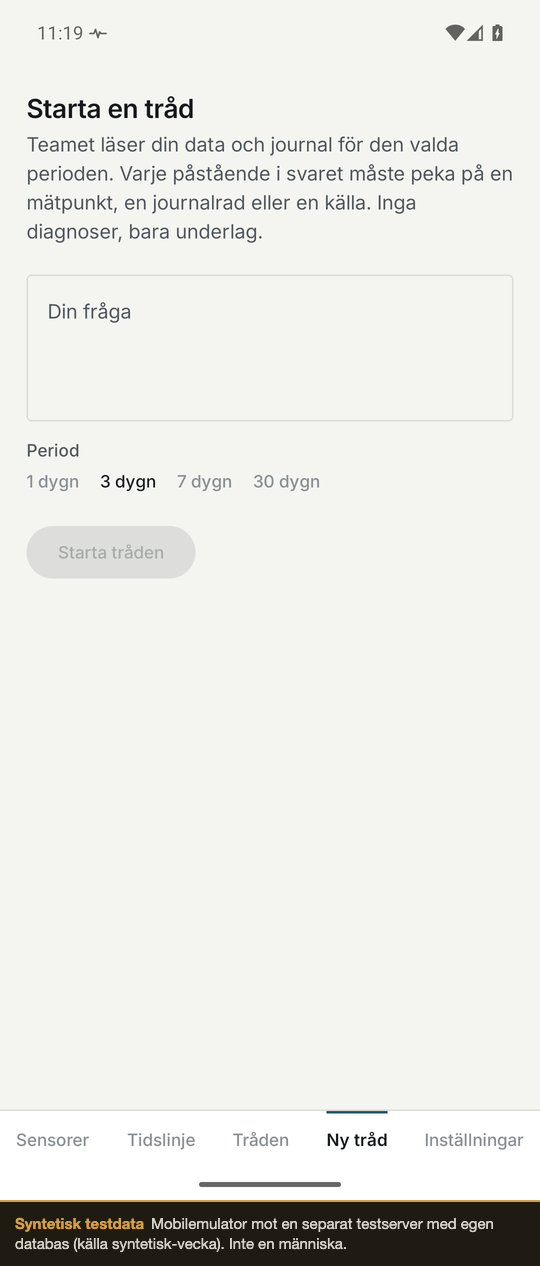 11:19
Starta en tråd
Teamet läser din data och journal för den valda
perioden. Varje påstående i svaret måste peka på en
mätpunkt, en journalrad eller en källa. Inga
diagnoser, bara underlag.
Din fråga
Period
1 dygn 3 dygn 7 dygn 30 dygn
Starta tråden
Sensorer Tidslinje Tråden Ny tråd Inställningar
Syntetisk testdata Mobilemulator mot en separat testserver med egen
databas (källa syntetisk-vecka). Inte en människa.